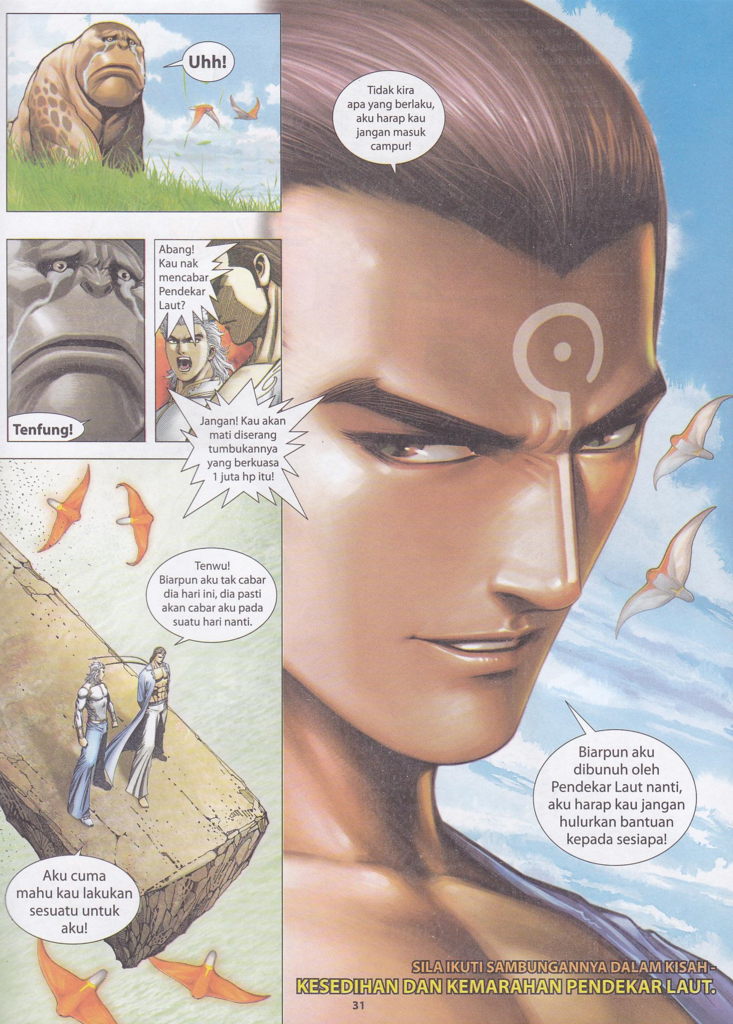 Uhh!
Tenfung!
Abang!
Kau nak
mencabar
Pendekar
Laut?
Jangan! Kau akan
mati diserang
tumbukannya
yang berkuasa
1 juta hp itu!
Tenwu!
Biarpun aku tak cabar
dia hari ini, dia pasti
akan cabar aku pada
suatu hari nanti.
Aku cuma
mahu kau lakukan
sesuatu untuk
aku!
Tidak kira
apa yang berlaku,
aku harap kau
jangan masuk
campur!
Biarpun aku
dibunuh oleh
Pendekar Laut nanti,
aku harap kau jangan
hulurkan bantuan
kepada sesiapa!
SILA IKUTI SAMBUNGANNYA DALAM KISAH -
KESEDIHAN DAN KEMARAHAN PENDEKAR LAUT.
31